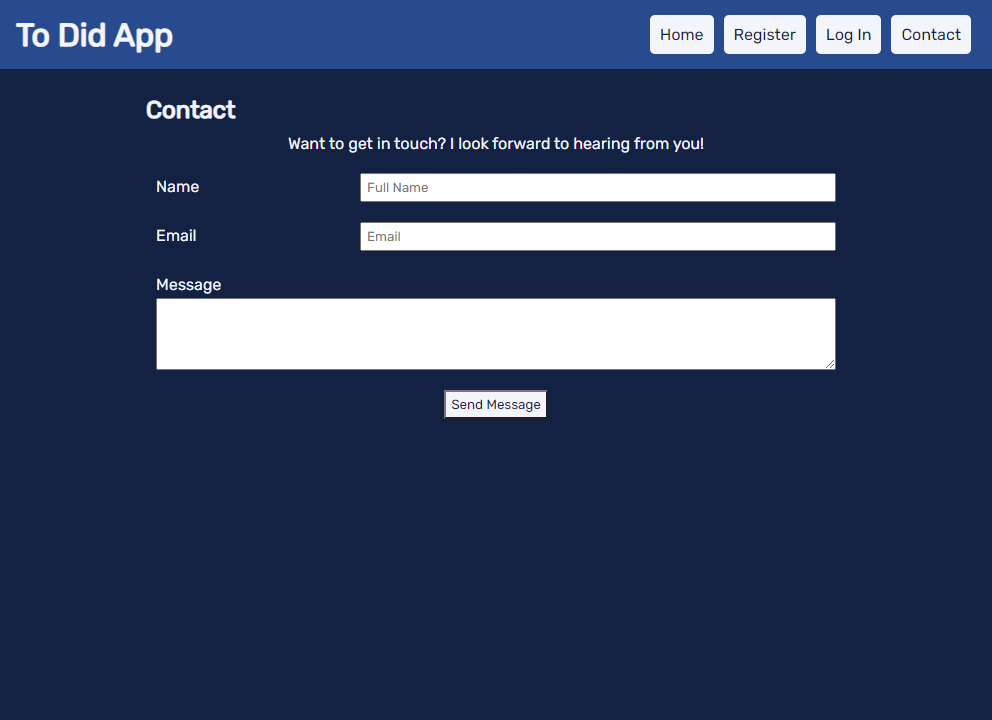 To Did App
Home Register Log In Contact
Contact
Want to get in touch? I look forward to hearing from you!
Name Full Name
Email Email
Message
Send Message